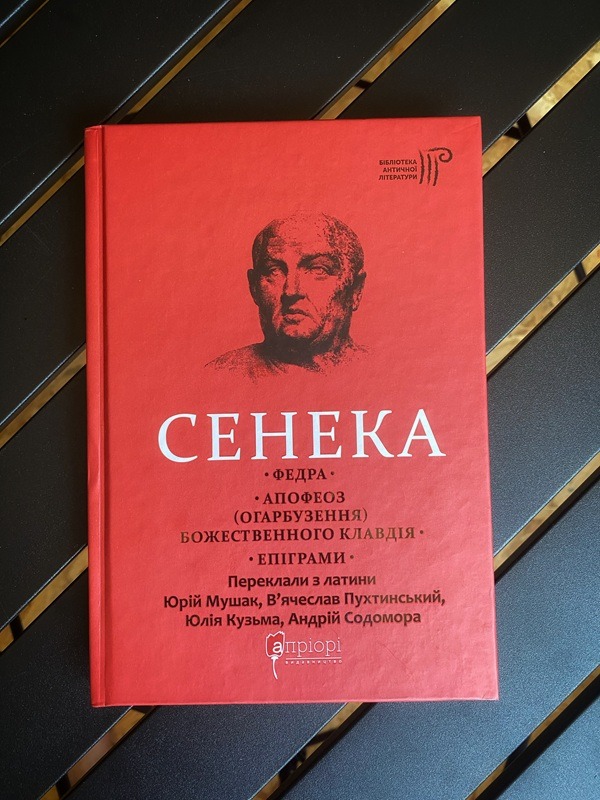 БІБЛІОТЕКА
АНТИЧНОЇ
ЛІТЕРАТУРИ
СЕНЕКА
• ФЕДРА •
• АПОФЕОЗ
(ОГАРБУЗЕННЯ)
БОЖЕСТВЕННОГО КЛАВДІЯ •
• ЕПІГРАМИ •
Переклали з латини
Юрій Мушак, В’ячеслав Пухтинський,
Юлія Кузьма, Андрій Содомора
апріорі
видавництво